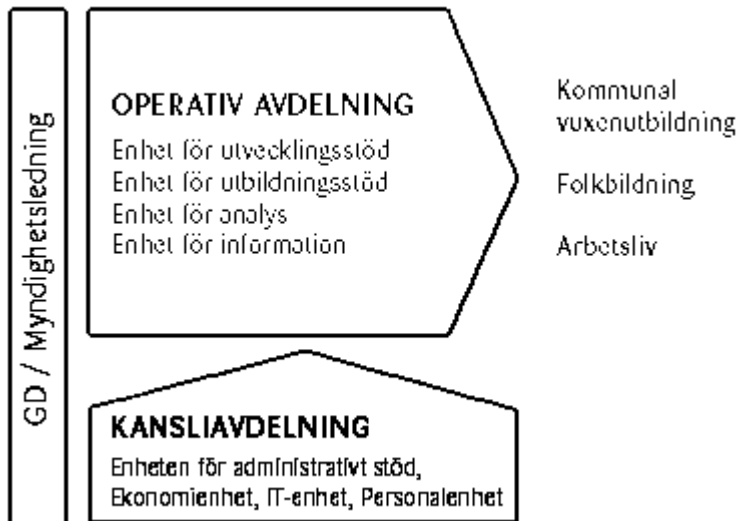 GD / Myndighetsledning
OPERATIV AVDELNING
Enhet för utvecklingsstöd
Enhet för utbildningsstöd
Enhet för analys
Enhet för information
Kommunal
vuxenutbildning
Folkbildning
Arbetsliv
KANSLIAVDELNING
Enheten för administrativt stöd,
Ekonomienhet, IT-enhet, Personalenhet